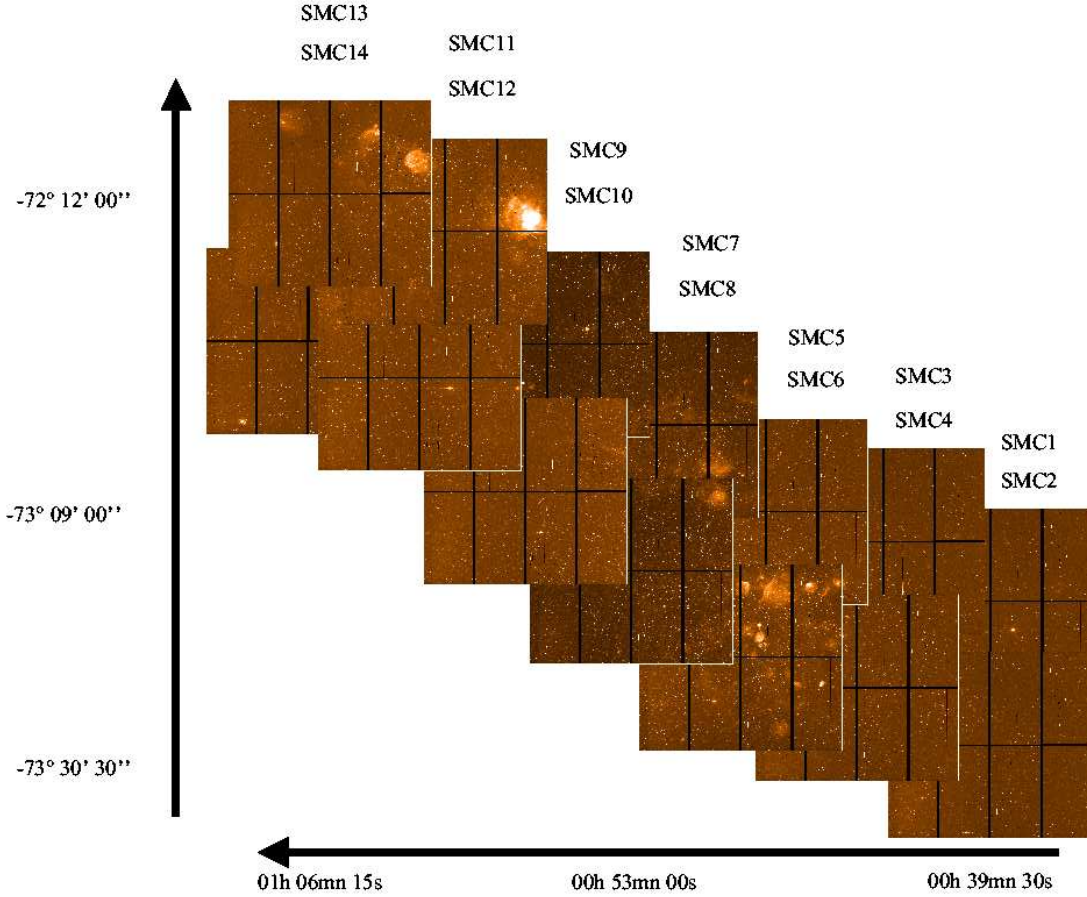 SMC13
SMC14
SMC11
SMC12
SMC9
SMC10
SMC7
SMC8
SMC5
SMC6
SMC3
SMC4
SMC1
SMC2
-72° 12’ 00’’
-73° 09’ 00’’
-73° 30’ 30’’
01h 06mn 15s
00h 53mn 00s
00h 39mn 30s